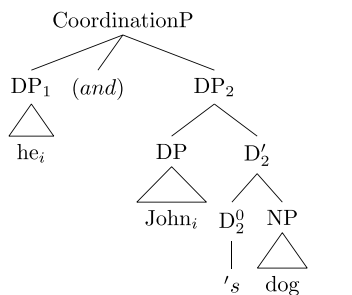 CoordinationP
DP₁ (and) DP₂
heᵢ DP D′₂
Johnᵢ D⁰₂ NP
's dog